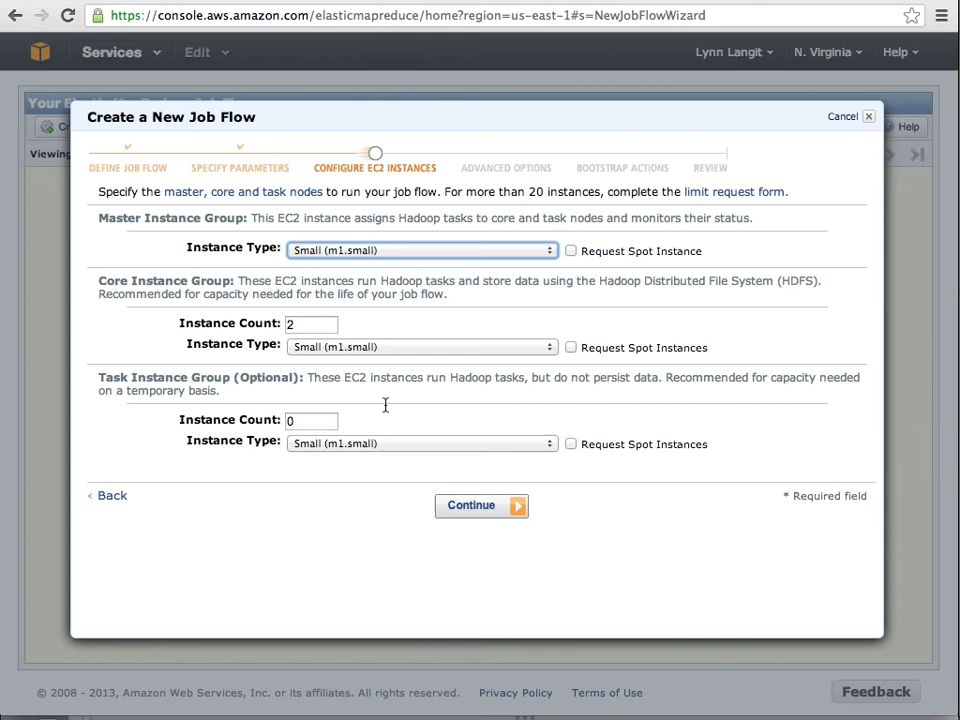 https://console.aws.amazon.com/elasticmapreduce/home?region=us-east-1#s=NewJobFlowWizard
Services Edit Lynn Langit N. Virginia Help
Create a New Job Flow Cancel
Help
Viewing
DEFINE JOB FLOW SPECIFY PARAMETERS CONFIGURE EC2 INSTANCES ADVANCED OPTIONS BOOTSTRAP ACTIONS REVIEW
Specify the master, core and task nodes to run your job flow. For more than 20 instances, complete the limit request form.
Master Instance Group: This EC2 instance assigns Hadoop tasks to core and task nodes and monitors their status.
Instance Type: Small (m1.small) Request Spot Instance
Core Instance Group: These EC2 instances run Hadoop tasks and store data using the Hadoop Distributed File System (HDFS).
Recommended for capacity needed for the life of your job flow.
Instance Count: 2
Instance Type: Small (m1.small) Request Spot Instances
Task Instance Group (Optional): These EC2 instances run Hadoop tasks, but do not persist data. Recommended for capacity needed
on a temporary basis.
Instance Count: 0
Instance Type: Small (m1.small) Request Spot Instances
< Back Continue * Required field
© 2008 - 2013, Amazon Web Services, Inc. or its affiliates. All rights reserved. Privacy Policy Terms of Use Feedback